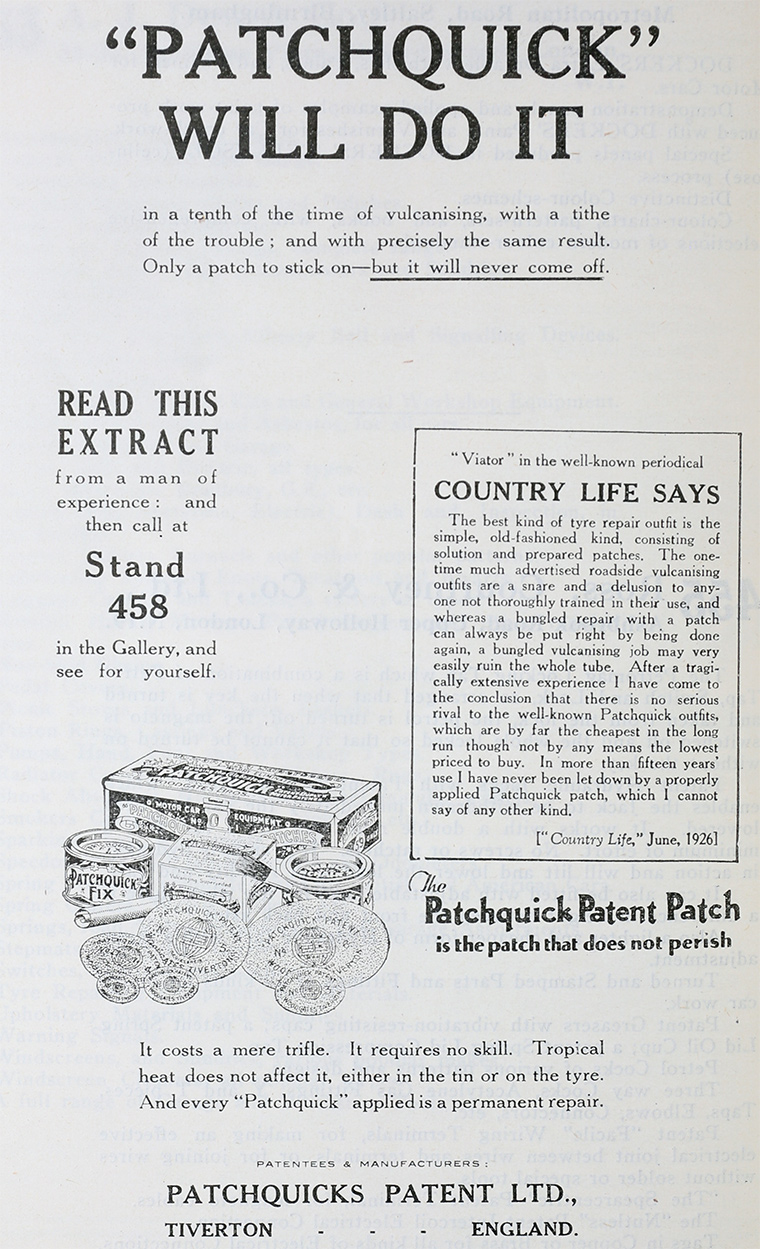 "PATCHQUICK"
WILL DO IT
in a tenth of the time of vulcanising, with a tithe
of the trouble; and with precisely the same result.
Only a patch to stick on—but it will never come off.
READ THIS
EXTRACT
from a man of
experience: and
then call at
Stand
458
in the Gallery, and
see for yourself.
"Viator" in the well-known periodical
COUNTRY LIFE SAYS
The best kind of tyre repair outfit is the
simple, old-fashioned kind, consisting of
solution and prepared patches. The one-
time much advertised roadside vulcanising
outfits are a snare and a delusion to any-
one not thoroughly trained in their use, and
whereas a bungled repair with a patch
can always be put right by being done
again, a bungled vulcanising job may very
easily ruin the whole tube. After a tragi-
cally extensive experience I have come to
the conclusion that there is no serious
rival to the well-known Patchquick outfits,
which are by far the cheapest in the long
run though not by any means the lowest
priced to buy. In more than fifteen years'
use I have never been let down by a properly
applied Patchquick patch, which I cannot
say of any other kind.
["Country Life," June, 1926]
PATCHQUICK
MOTOR CAR EQUIPMENT
PATCHQUICK
FIX
PATCHQUICK PATENT
TIVERTON
PATCHQUICK PATENT
The
Patchquick Patent Patch
is the patch that does not perish
It costs a mere trifle. It requires no skill. Tropical
heat does not affect it, either in the tin or on the tyre.
And every "Patchquick" applied is a permanent repair.
PATENTEES & MANUFACTURERS:
PATCHQUICKS PATENT LTD.,
TIVERTON - - ENGLAND.